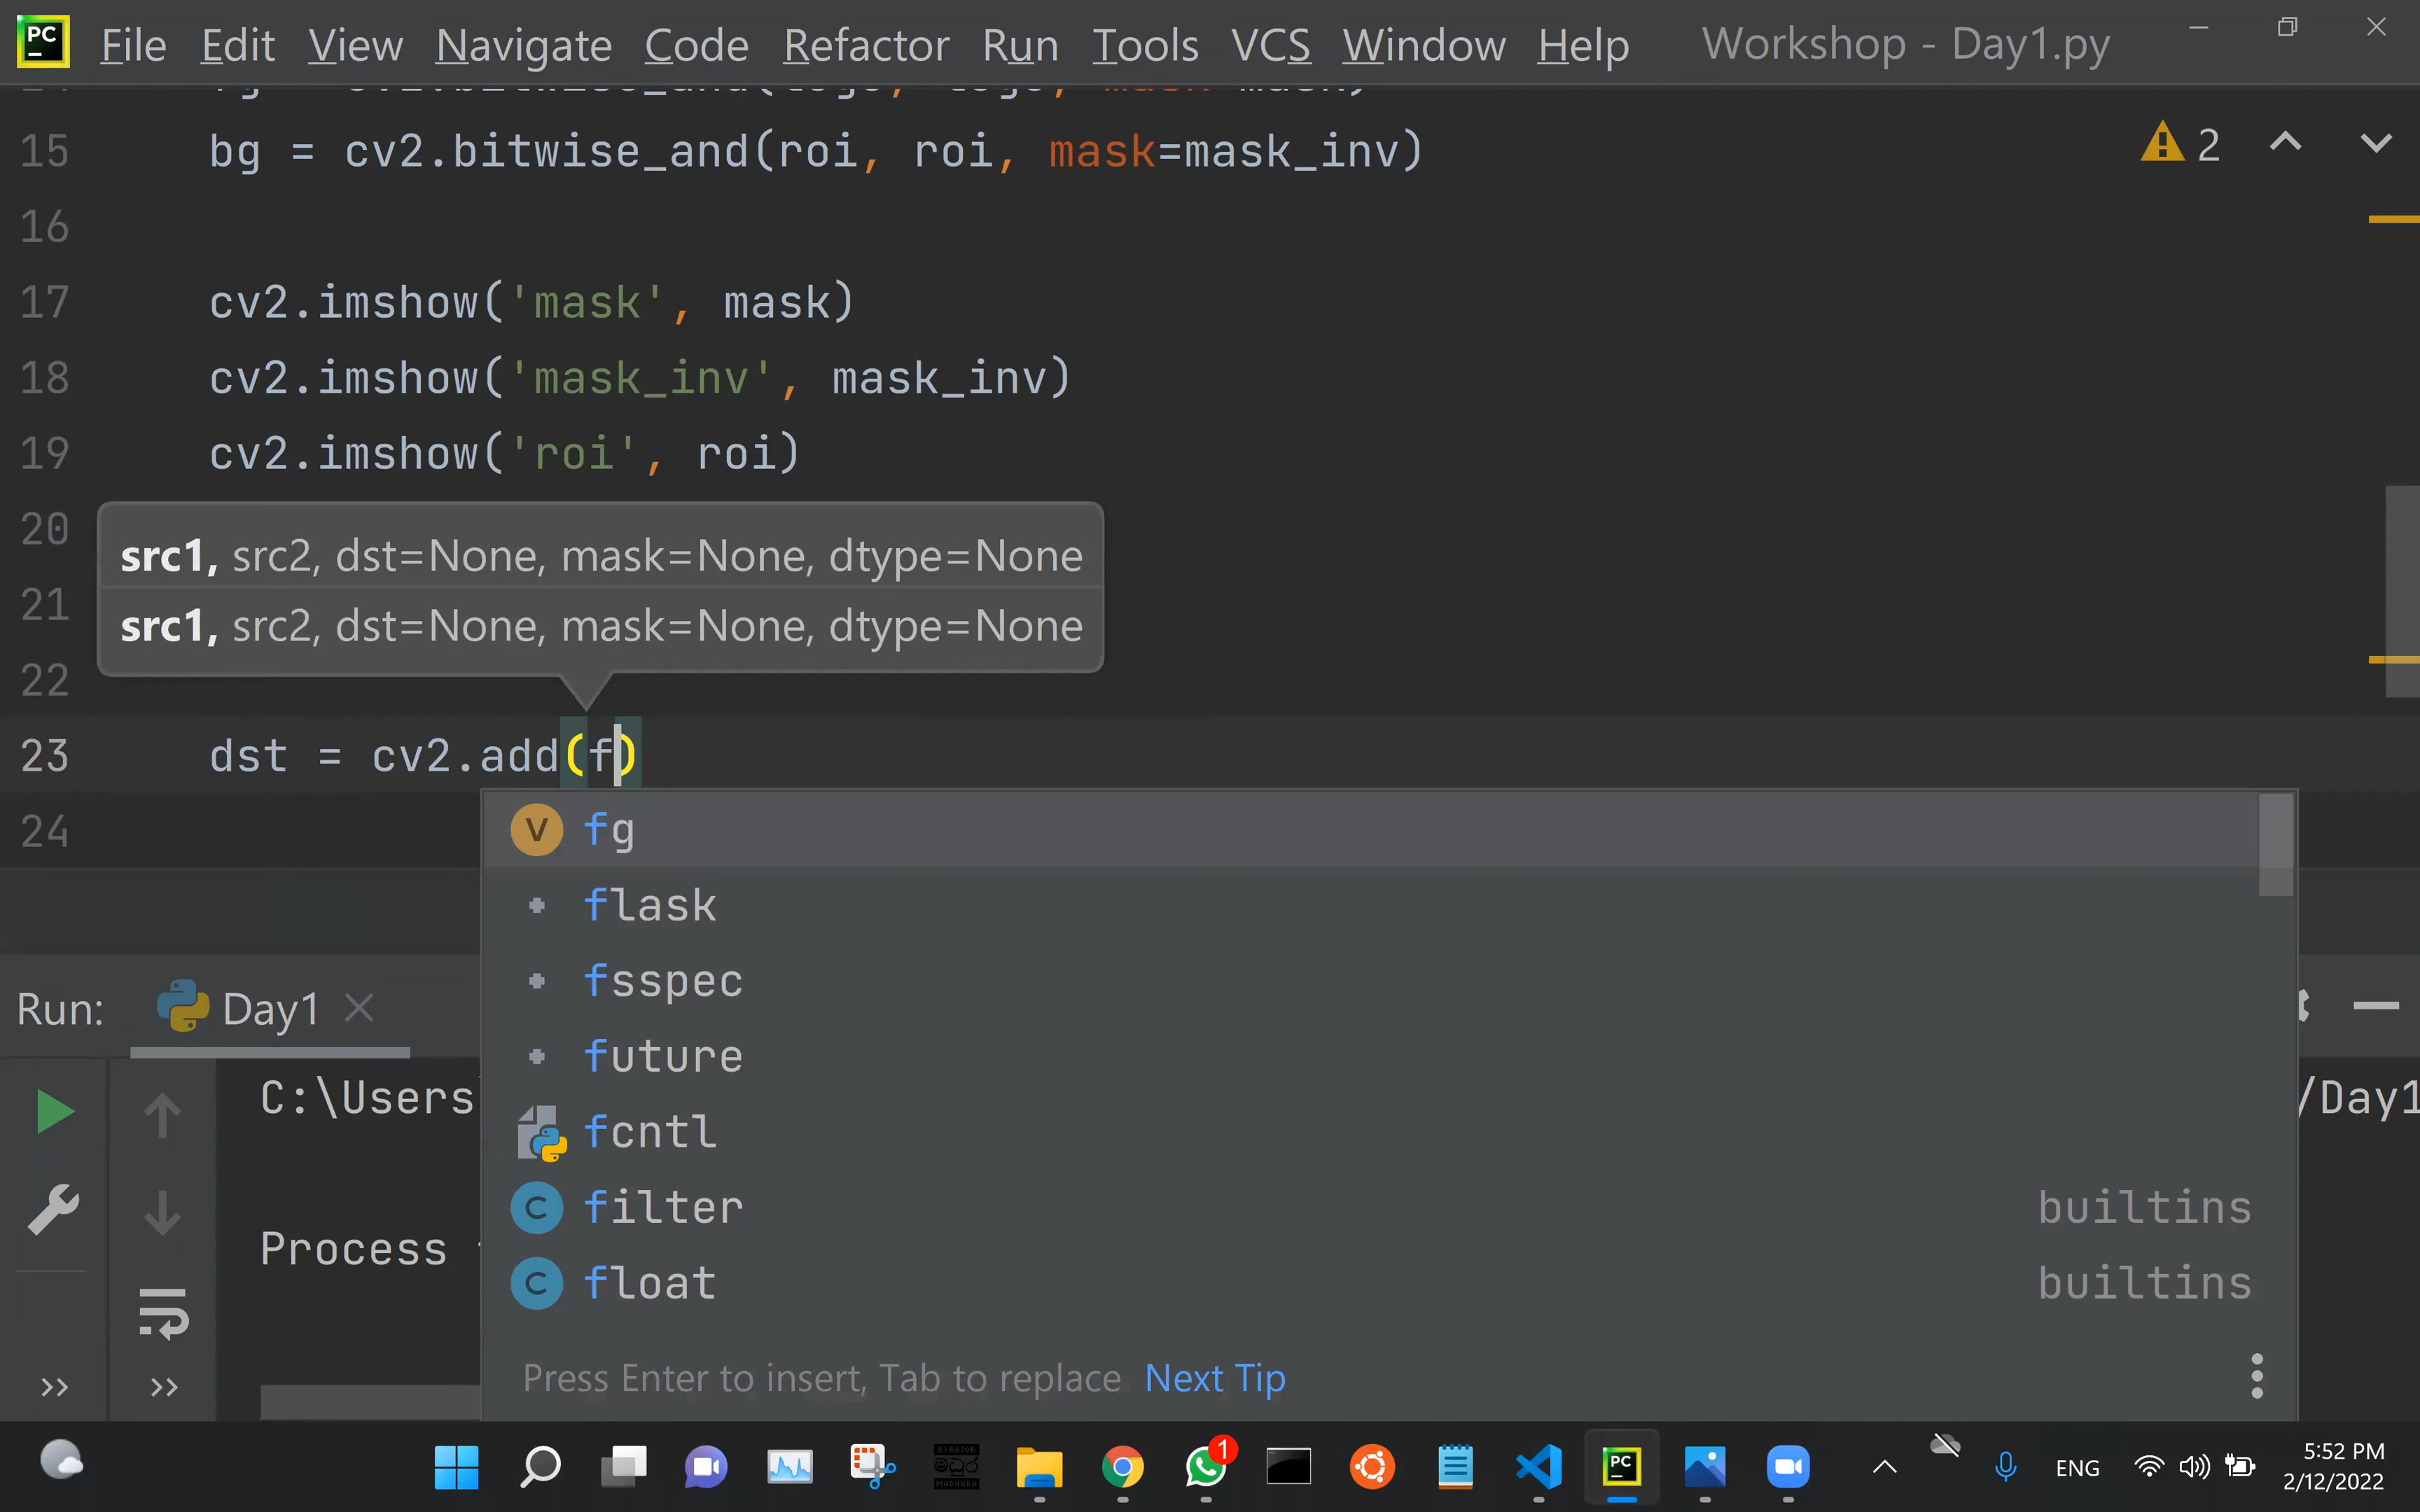 PC File Edit View Navigate Code Refactor Run Tools VCS Window Help Workshop - Day1.py
15 bg = cv2.bitwise_and(roi, roi, mask=mask_inv) 2
16
17 cv2.imshow('mask', mask)
18 cv2.imshow('mask_inv', mask_inv)
19 cv2.imshow('roi', roi)
20
src1, src2, dst=None, mask=None, dtype=None
21
src1, src2, dst=None, mask=None, dtype=None
22
23 dst = cv2.add(f)
24
V fg
flask
fsspec
Run: Day1
future
C:\Users /Day1
fcntl
C filter builtins
Process
C float builtins
Press Enter to insert, Tab to replace Next Tip
1
PC
ENG
5:52 PM
2/12/2022